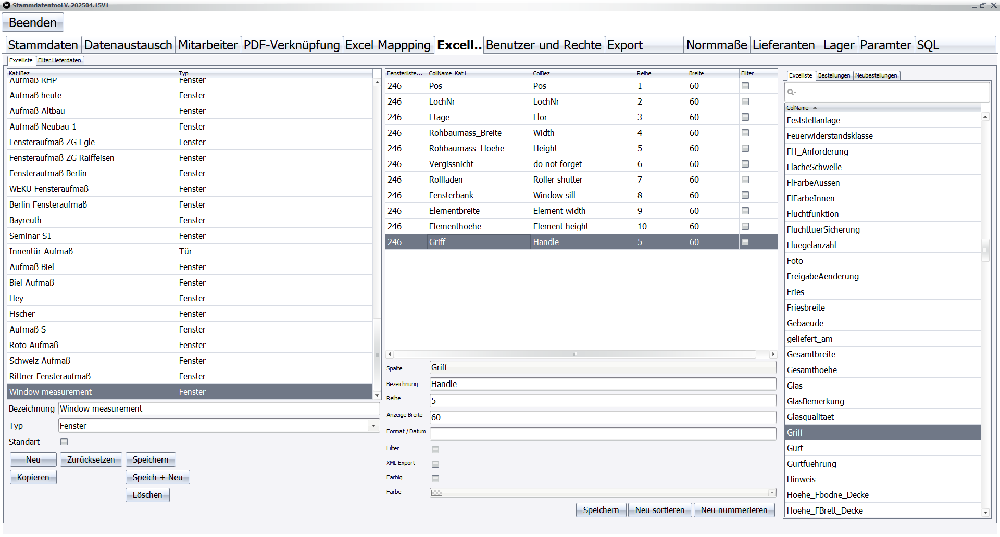 Stammdatentool V. 202504.15V1
Beenden
Stammdaten Datenaustausch Mitarbeiter PDF-Verknüpfung Excel Mappping Excell.. Benutzer und Rechte Export Normmaße Lieferanten Lager Paramter SQL
Excelliste Filter Lieferdaten
Kat1Bez Typ
Aufmaß RHP Fenster
Aufmaß heute Fenster
Aufmaß Altbau Fenster
Aufmaß Neubau 1 Fenster
Fensteraufmaß ZG Egle Fenster
Fensteraufmaß ZG Raiffeisen Fenster
Fensteraufmaß Berlin Fenster
WEKU Fensteraufmaß Fenster
Berlin Fensteraufmaß Fenster
Bayreuth Fenster
Seminar S1 Fenster
Innentür Aufmaß Tür
Aufmaß Biel Fenster
Biel Aufmaß Fenster
Hey Fenster
Fischer Fenster
Aufmaß S Fenster
Roto Aufmaß Fenster
Schweiz Aufmaß Fenster
Rittner Fensteraufmaß Fenster
Window measurement Fenster
Bezeichnung Window measurement
Typ Fenster
Standart
Neu Zurücksetzen Speichern
Kopieren Speich + Neu
Löschen
Fensterliste... CollName_Kat1 ColBez Reihe Breite Filter
246 Pos Pos 1 60
246 LochNr LochNr 2 60
246 Etage Flor 3 60
246 Rohbaumass_Breite Width 4 60
246 Rohbaumass_Hoehe Height 5 60
246 Vergissnicht do not forget 6 60
246 Rollladen Roller shutter 7 60
246 Fensterbank Window sill 8 60
246 Elementbreite Element width 9 60
246 Elementhoehe Element height 10 60
246 Griff Handle 5 60
Spalte Griff
Bezeichnung Handle
Reihe 5
Anzeige Breite 60
Format / Datum
Filter
XML Export
Farbig
Farbe
Speichern Neu sortieren Neu nummerieren
Excelliste Bestellungen Neubestellungen
ColName
Feststellanlage
Feuerwiderstandsklasse
FH_Anforderung
FlacheSchwelle
FlFarbeAussen
FlFarbeInnen
Fluchtfunktion
FluchttuerSicherung
Fluegelanzahl
Foto
FreigabeAenderung
Fries
Friesbreite
Gebaeude
geliefert_am
Gesamtbreite
Gesamthoehe
Glas
GlasBemerkung
Glasqualitaet
Griff
Gurt
Gurtfuehrung
Hinweis
Hoehe_Fbodne_Decke
Hoehe_FBrett_Decke